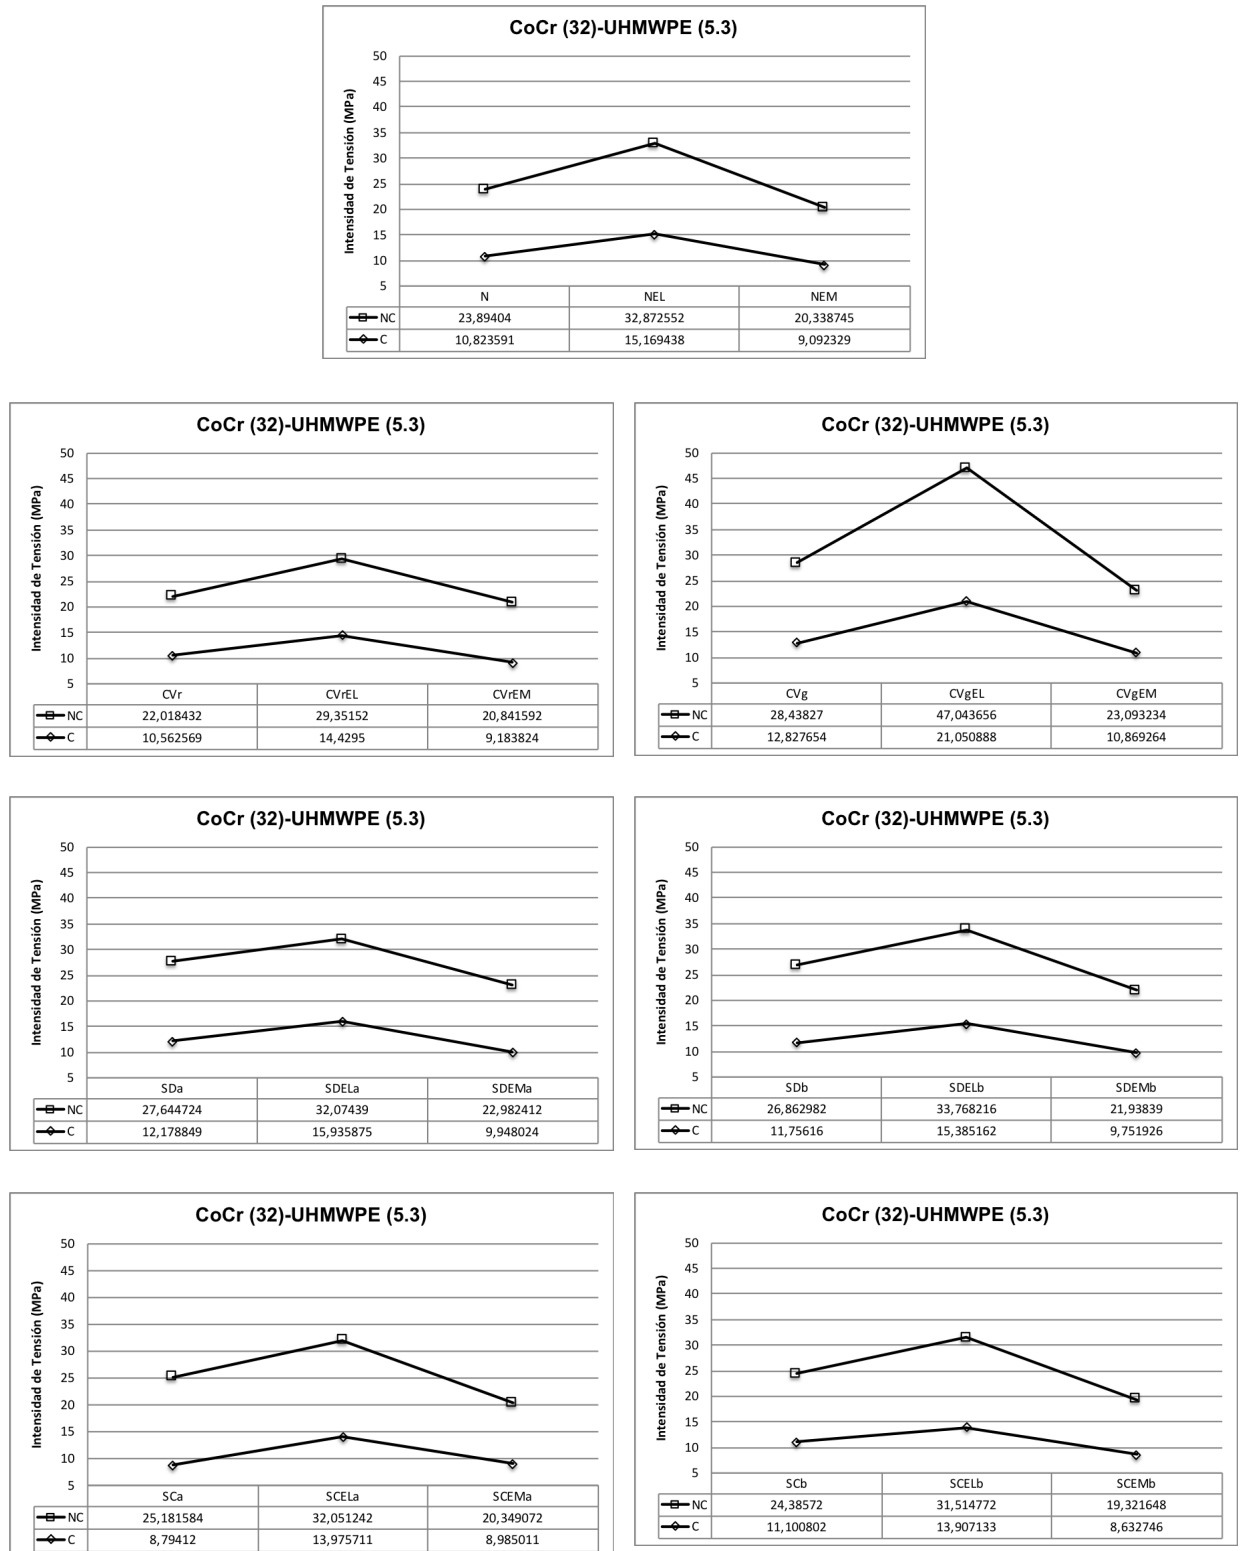 CoCr (32)-UHMWPE (5.3)
Intensidad de Tensión (MPa)
50
45
40
35
30
25
20
15
10
5
N NEL NEM
NC 23,89404 32,872552 20,338745
C 10,823591 15,169438 9,092329
CoCr (32)-UHMWPE (5.3)
Intensidad de Tensión (MPa)
50
45
40
35
30
25
20
15
10
5
CVr CVrEL CVrEM
NC 22,018432 29,35152 20,841592
C 10,562569 14,4295 9,183824
CoCr (32)-UHMWPE (5.3)
Intensidad de Tensión (MPa)
50
45
40
35
30
25
20
15
10
5
CVg CVgEL CVgEM
NC 28,43827 47,043656 23,093234
C 12,827654 21,050888 10,869264
CoCr (32)-UHMWPE (5.3)
Intensidad de Tensión (MPa)
50
45
40
35
30
25
20
15
10
5
SDa SDELa SDEMa
NC 27,644724 32,07439 22,982412
C 12,178849 15,935875 9,948024
CoCr (32)-UHMWPE (5.3)
Intensidad de Tensión (MPa)
50
45
40
35
30
25
20
15
10
5
SDb SDELb SDEMb
NC 26,862982 33,768216 21,93839
C 11,75616 15,385162 9,751926
CoCr (32)-UHMWPE (5.3)
Intensidad de Tensión (MPa)
50
45
40
35
30
25
20
15
10
5
SCa SCELa SCEMa
NC 25,181584 32,051242 20,349072
C 8,79412 13,975711 8,985011
CoCr (32)-UHMWPE (5.3)
Intensidad de Tensión (MPa)
50
45
40
35
30
25
20
15
10
5
SCb SCELb SCEMb
NC 24,38572 31,514772 19,321648
C 11,100802 13,907133 8,632746